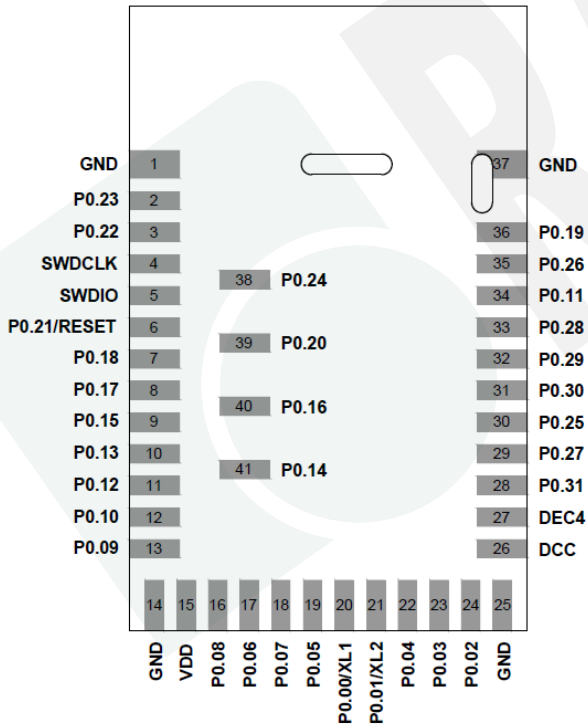 GND 1 37 GND
P0.23 2
P0.22 3 36 P0.19
SWDCLK 4 35 P0.26
38 P0.24
SWDIO 5 34 P0.11
P0.21/RESET 6 33 P0.28
39 P0.20
P0.18 7 32 P0.29
P0.17 8 31 P0.30
40 P0.16
P0.15 9 30 P0.25
P0.13 10 29 P0.27
41 P0.14
P0.12 11 28 P0.31
P0.10 12 27 DEC4
P0.09 13 26 DCC
14 15 16 17 18 19 20 21 22 23 24 25
GND
VDD
P0.08
P0.06
P0.07
P0.05
P0.00/XL1
P0.01/XL2
P0.04
P0.03
P0.02
GND